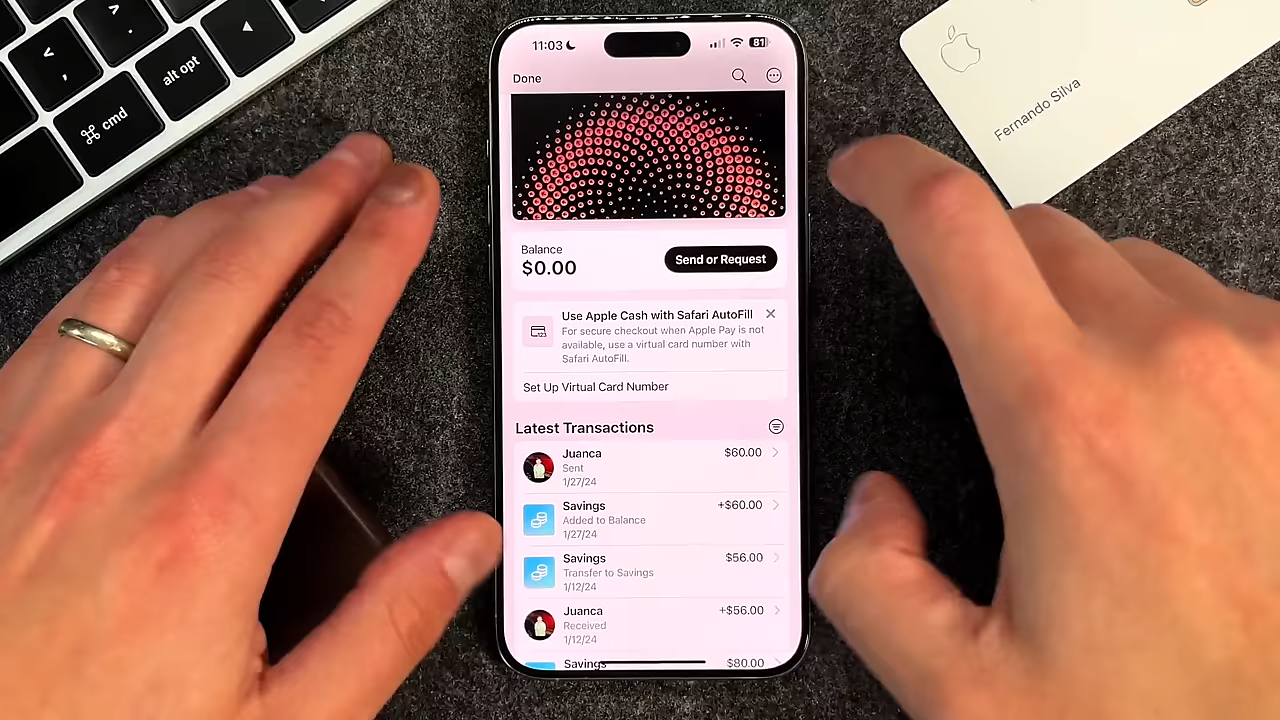 < ,
> .
alt opt
⌘ cmd
11:03
81
Done
Fernando Silva
Balance
$0.00
Send or Request
Use Apple Cash with Safari AutoFill
For secure checkout when Apple Pay is not
available, use a virtual card number with
Safari AutoFill.
Set Up Virtual Card Number
Latest Transactions
Juanca
$60.00
Sent
1/27/24
Savings
+$60.00
Added to Balance
1/27/24
Savings
$56.00
Transfer to Savings
1/12/24
Juanca
+$56.00
Received
1/12/24
Savings
$80.00